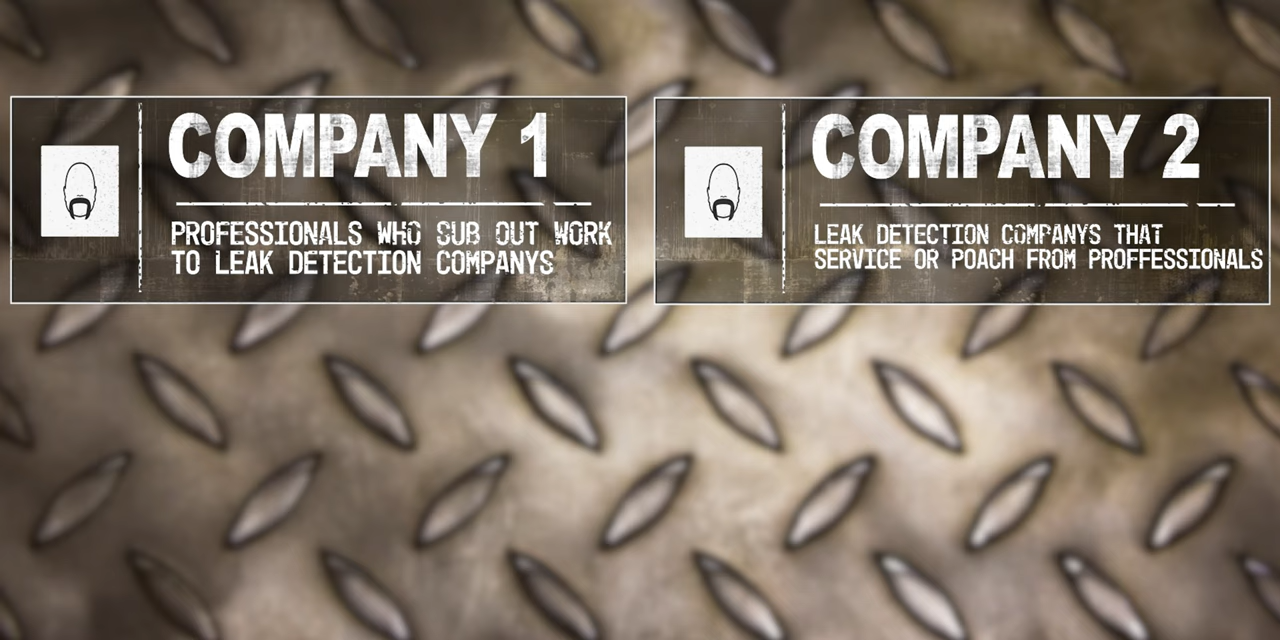 COMPANY 1
PROFESSIONALS WHO SUB OUT WORK
TO LEAK DETECTION COMPANYS
COMPANY 2
LEAK DETECTION COMPANYS THAT
SERVICE OR POACH FROM PROFFESSIONALS